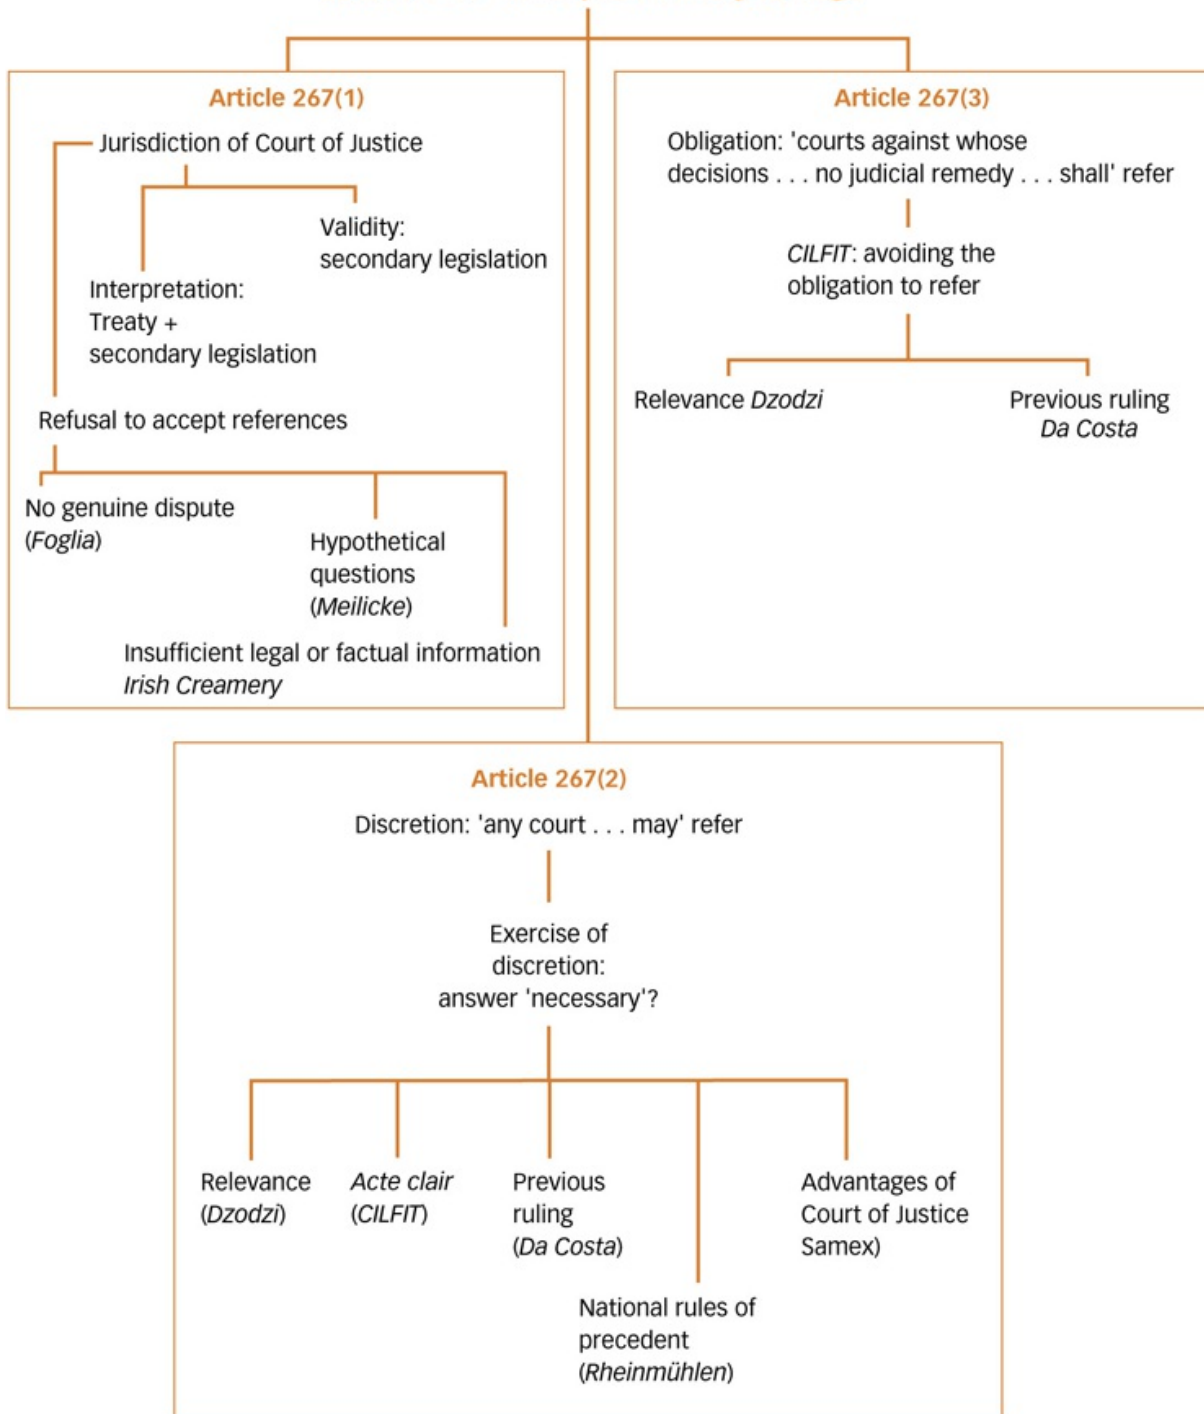 Article 267(1)
Jurisdiction of Court of Justice
Validity:
secondary legislation
Interpretation:
Treaty +
secondary legislation
Refusal to accept references
No genuine dispute
(Foglia)
Hypothetical
questions
(Meilicke)
Insufficient legal or factual information
Irish Creamery
Article 267(3)
Obligation: 'courts against whose
decisions . . . no judicial remedy . . . shall' refer
CILFIT: avoiding the
obligation to refer
Relevance Dzodzi
Previous ruling
Da Costa
Article 267(2)
Discretion: 'any court . . . may' refer
Exercise of
discretion:
answer 'necessary'?
Relevance
(Dzodzi)
Acte clair
(CILFIT)
Previous
ruling
(Da Costa)
National rules of
precedent
(Rheinmühlen)
Advantages of
Court of Justice
Samex)